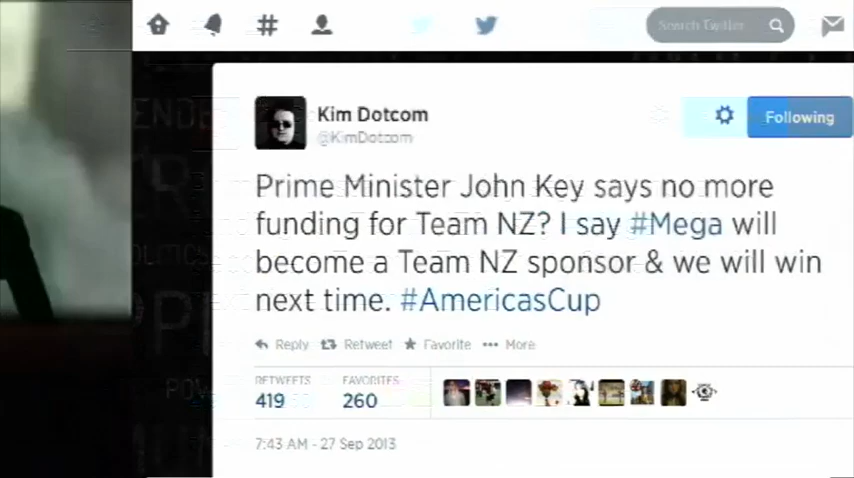 Search Twitter
Kim Dotcom
@KimDotcom
Following
Prime Minister John Key says no more
funding for Team NZ? I say #Mega will
become a Team NZ sponsor & we will win
next time. #AmericasCup
Reply Retweet Favorite More
RETWEETS FAVORITES
419 260
7:43 AM - 27 Sep 2013